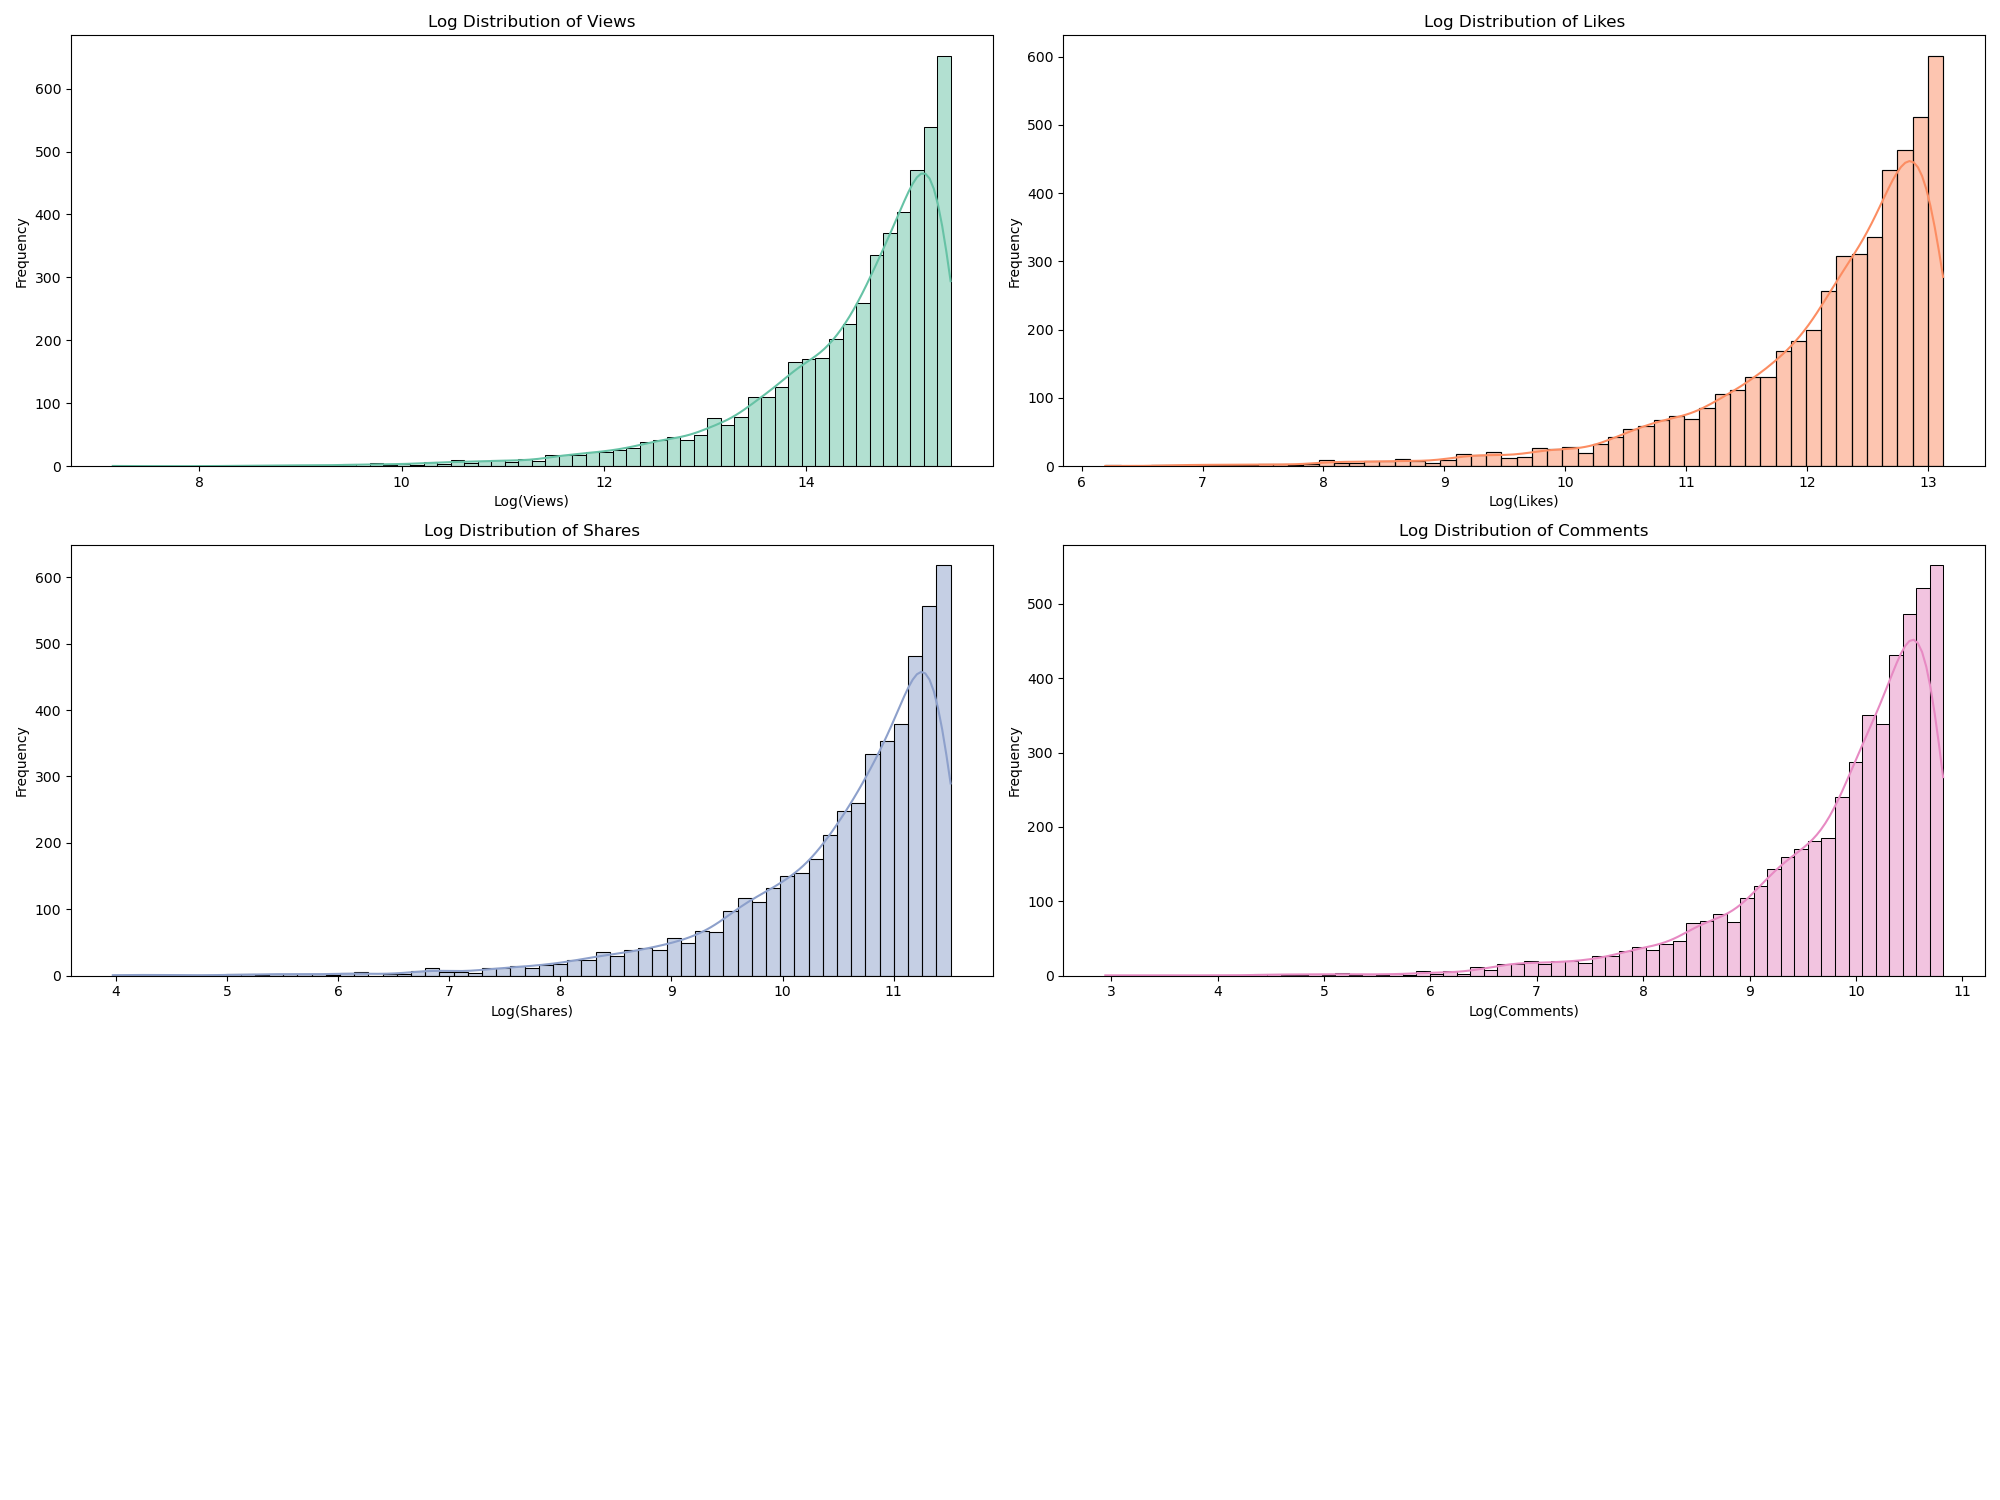 Log Distribution of Views
600
500
400
300
200
100
0
Frequency
8 10 12 14
Log(Views)
Log Distribution of Likes
600
500
400
300
200
100
0
Frequency
6 7 8 9 10 11 12 13
Log(Likes)
Log Distribution of Shares
600
500
400
300
200
100
0
Frequency
4 5 6 7 8 9 10 11
Log(Shares)
Log Distribution of Comments
500
400
300
200
100
0
Frequency
3 4 5 6 7 8 9 10 11
Log(Comments)